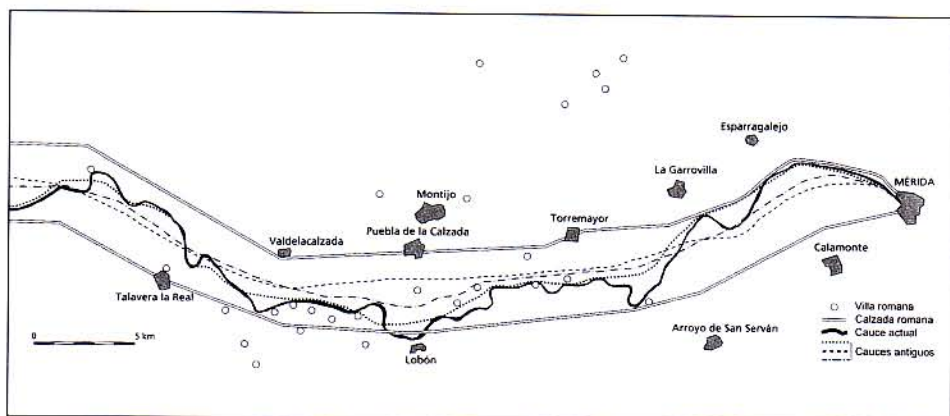 Esparragalejo
La Garrovilla
MÉRIDA
Montijo
Torremayor
Puebla de la Calzada
Valdelacalzada
Calamonte
Talavera la Real
Villa romana
Calzada romana
Arroyo de San Serván
Cauce actual
0 5 km
Cauces antiguos
Lobón